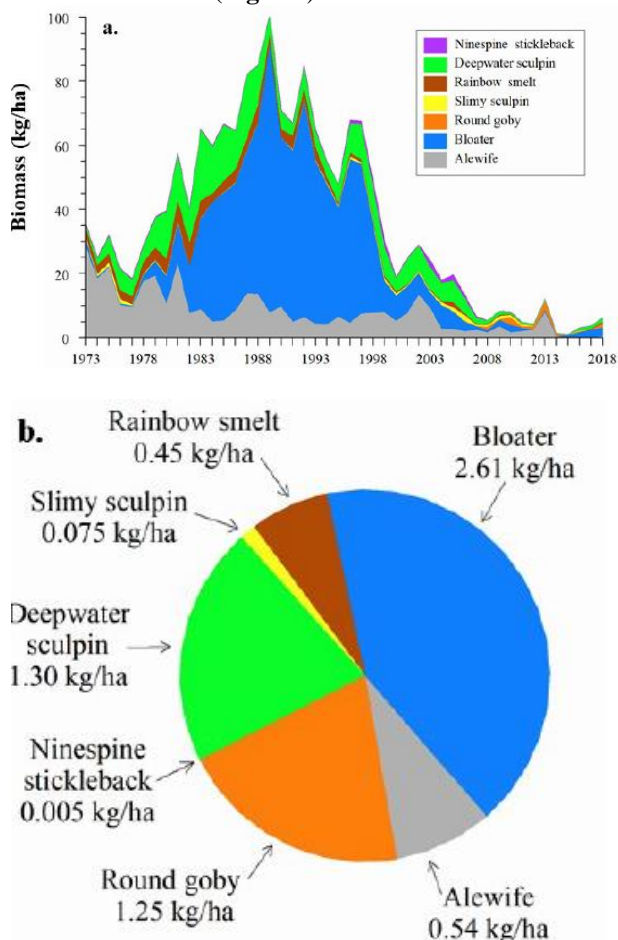 a.
100
80
60
40
20
0
Biomass (kg/ha)
Ninespine stickleback
Deepwater sculpin
Rainbow smelt
Slimy sculpin
Round goby
Bloater
Alewife
1973 1978 1983 1988 1993 1998 2003 2008 2013 2018
b.
Rainbow smelt
0.45 kg/ha
Bloater
2.61 kg/ha
Slimy sculpin
0.075 kg/ha
Deepwater
sculpin
1.30 kg/ha
Ninespine
stickleback
0.005 kg/ha
Round goby
1.25 kg/ha
Alewife
0.54 kg/ha